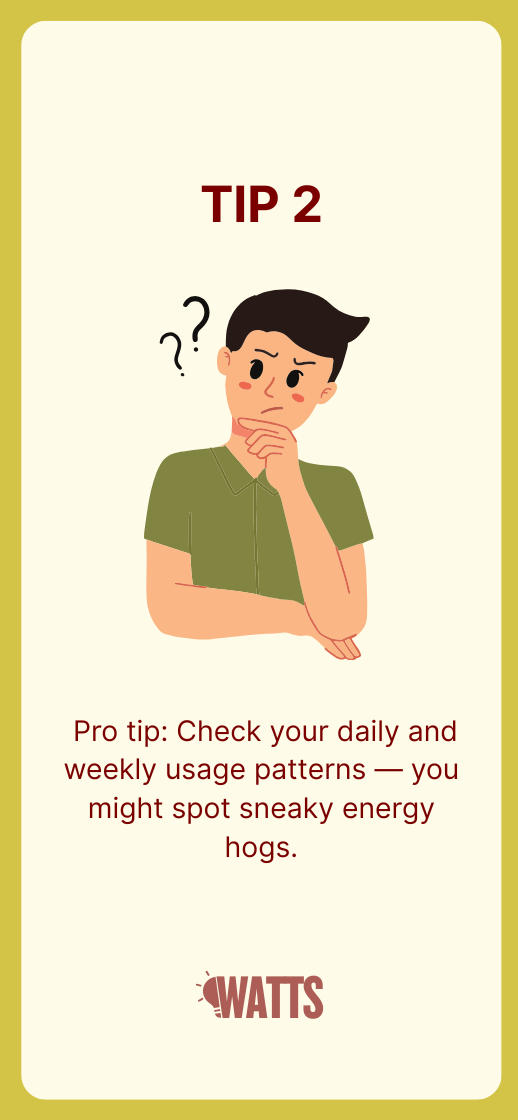 TIP 2
? ?
Pro tip: Check your daily and
weekly usage patterns — you
might spot sneaky energy
hogs.
WATTS